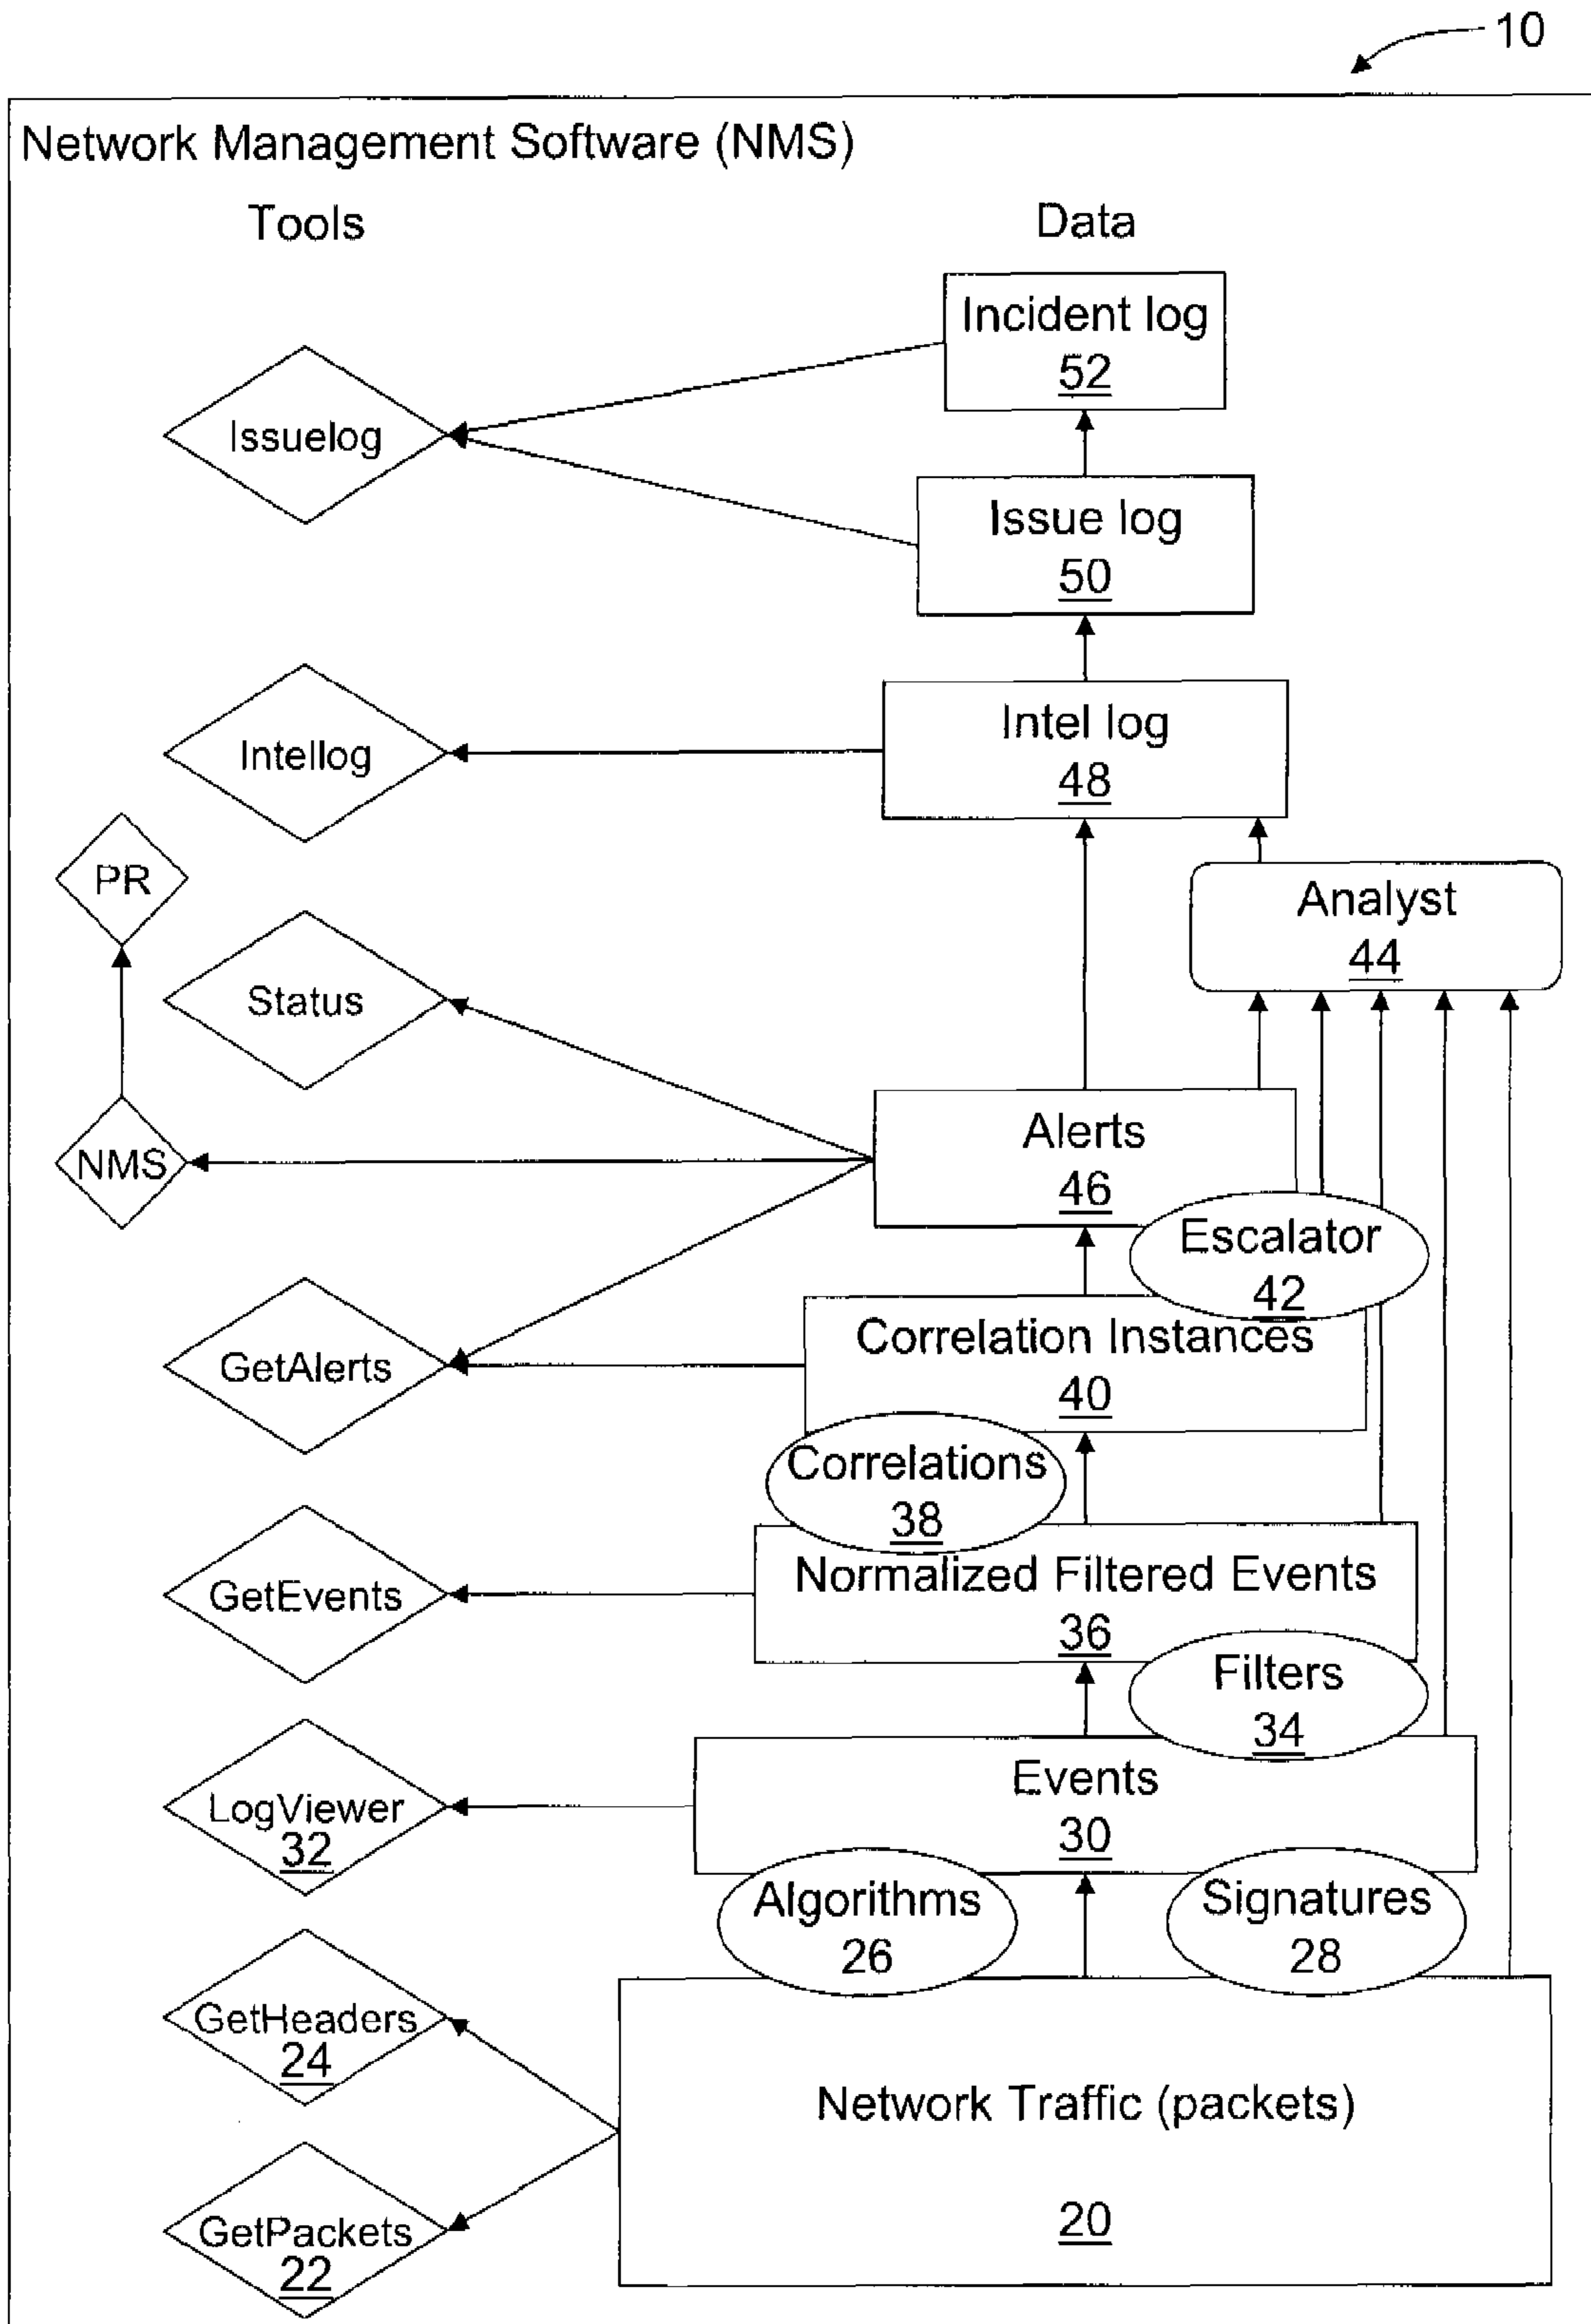 10
Network Management Software (NMS)
Tools
Data
Incident log
52
Issuelog
Issue log
50
Intel log
48
Intellog
PR
Analyst
44
Status
Alerts
46
NMS
Escalator
42
Correlation Instances
40
GetAlerts
Correlations
38
Normalized Filtered Events
36
GetEvents
Filters
34
Events
30
LogViewer
32
Algorithms
26
Signatures
28
GetHeaders
24
Network Traffic (packets)
20
GetPackets
22